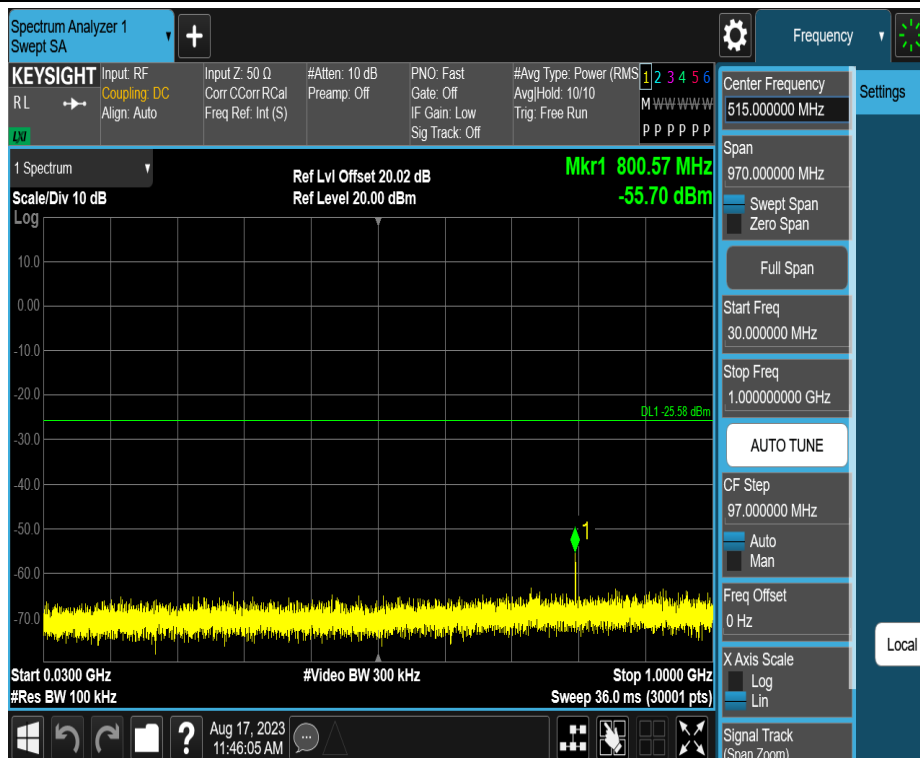 Spectrum Analyzer 1
Swept SA
+
Frequency
KEYSIGHT
RL
LXI
Input: RF
Coupling: DC
Align: Auto
Input Z: 50 Ω
Corr CCorr RCal
Freq Ref: Int (S)
#Atten: 10 dB
Preamp: Off
PNO: Fast
Gate: Off
IF Gain: Low
Sig Track: Off
#Avg Type: Power (RMS
Avg|Hold: 10/10
Trig: Free Run
1 2 3 4 5 6
M W W W W W
P P P P P P
1 Spectrum
Scale/Div 10 dB
Log
Ref Lvl Offset 20.02 dB
Ref Level 20.00 dBm
Mkr1 800.57 MHz
-55.70 dBm
10.0
0.00
-10.0
-20.0
-30.0
-40.0
-50.0
-60.0
-70.0
DL1 -25.58 dBm
1
Start 0.0300 GHz
#Res BW 100 kHz
#Video BW 300 kHz
Stop 1.0000 GHz
Sweep 36.0 ms (30001 pts)
Center Frequency
515.000000 MHz
Span
970.000000 MHz
Swept Span
Zero Span
Full Span
Start Freq
30.000000 MHz
Stop Freq
1.000000000 GHz
AUTO TUNE
CF Step
97.000000 MHz
Auto
Man
Freq Offset
0 Hz
X Axis Scale
Log
Lin
Signal Track
(Span Zoom)
Settings
Local
?
Aug 17, 2023
11:46:05 AM